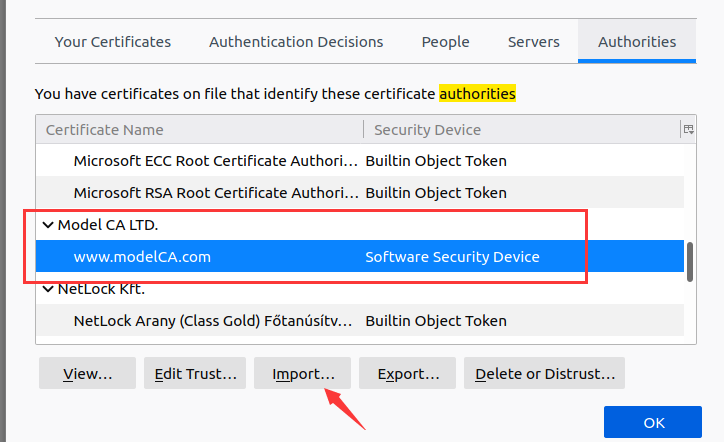 Your Certificates Authentication Decisions People Servers Authorities
You have certificates on file that identify these certificate authorities
Certificate Name Security Device
Microsoft ECC Root Certificate Authori… Builtin Object Token
Microsoft RSA Root Certificate Authori… Builtin Object Token
Model CA LTD.
www.modelCA.com Software Security Device
NetLock Kft.
NetLock Arany (Class Gold) Főtanúsítv… Builtin Object Token
View… Edit Trust… Import… Export… Delete or Distrust…
OK